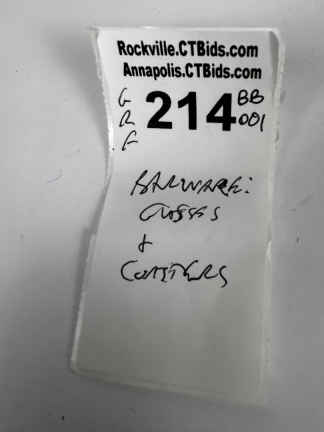 Rockville.CTBids.com
Annapolis.CTBids.com
G
R
F
214
BB
001
BARWARE:
GLASSES
&
COASTERS